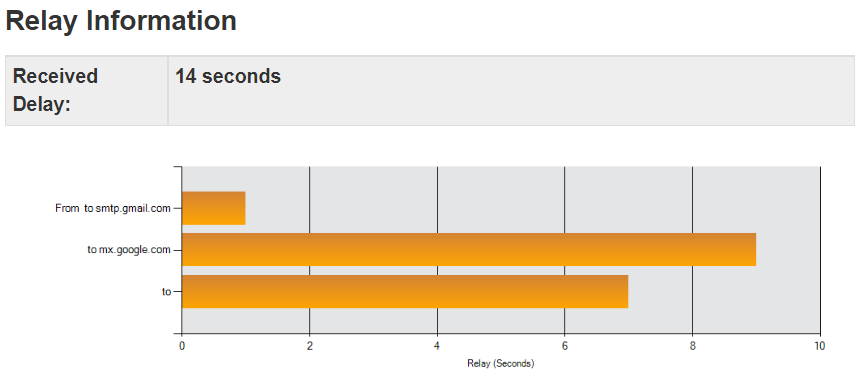 Relay Information
Received Delay:
14 seconds
From  to smtp.gmail.com
to mx.google.com
to
0 2 4 6 8 10
Relay (Seconds)